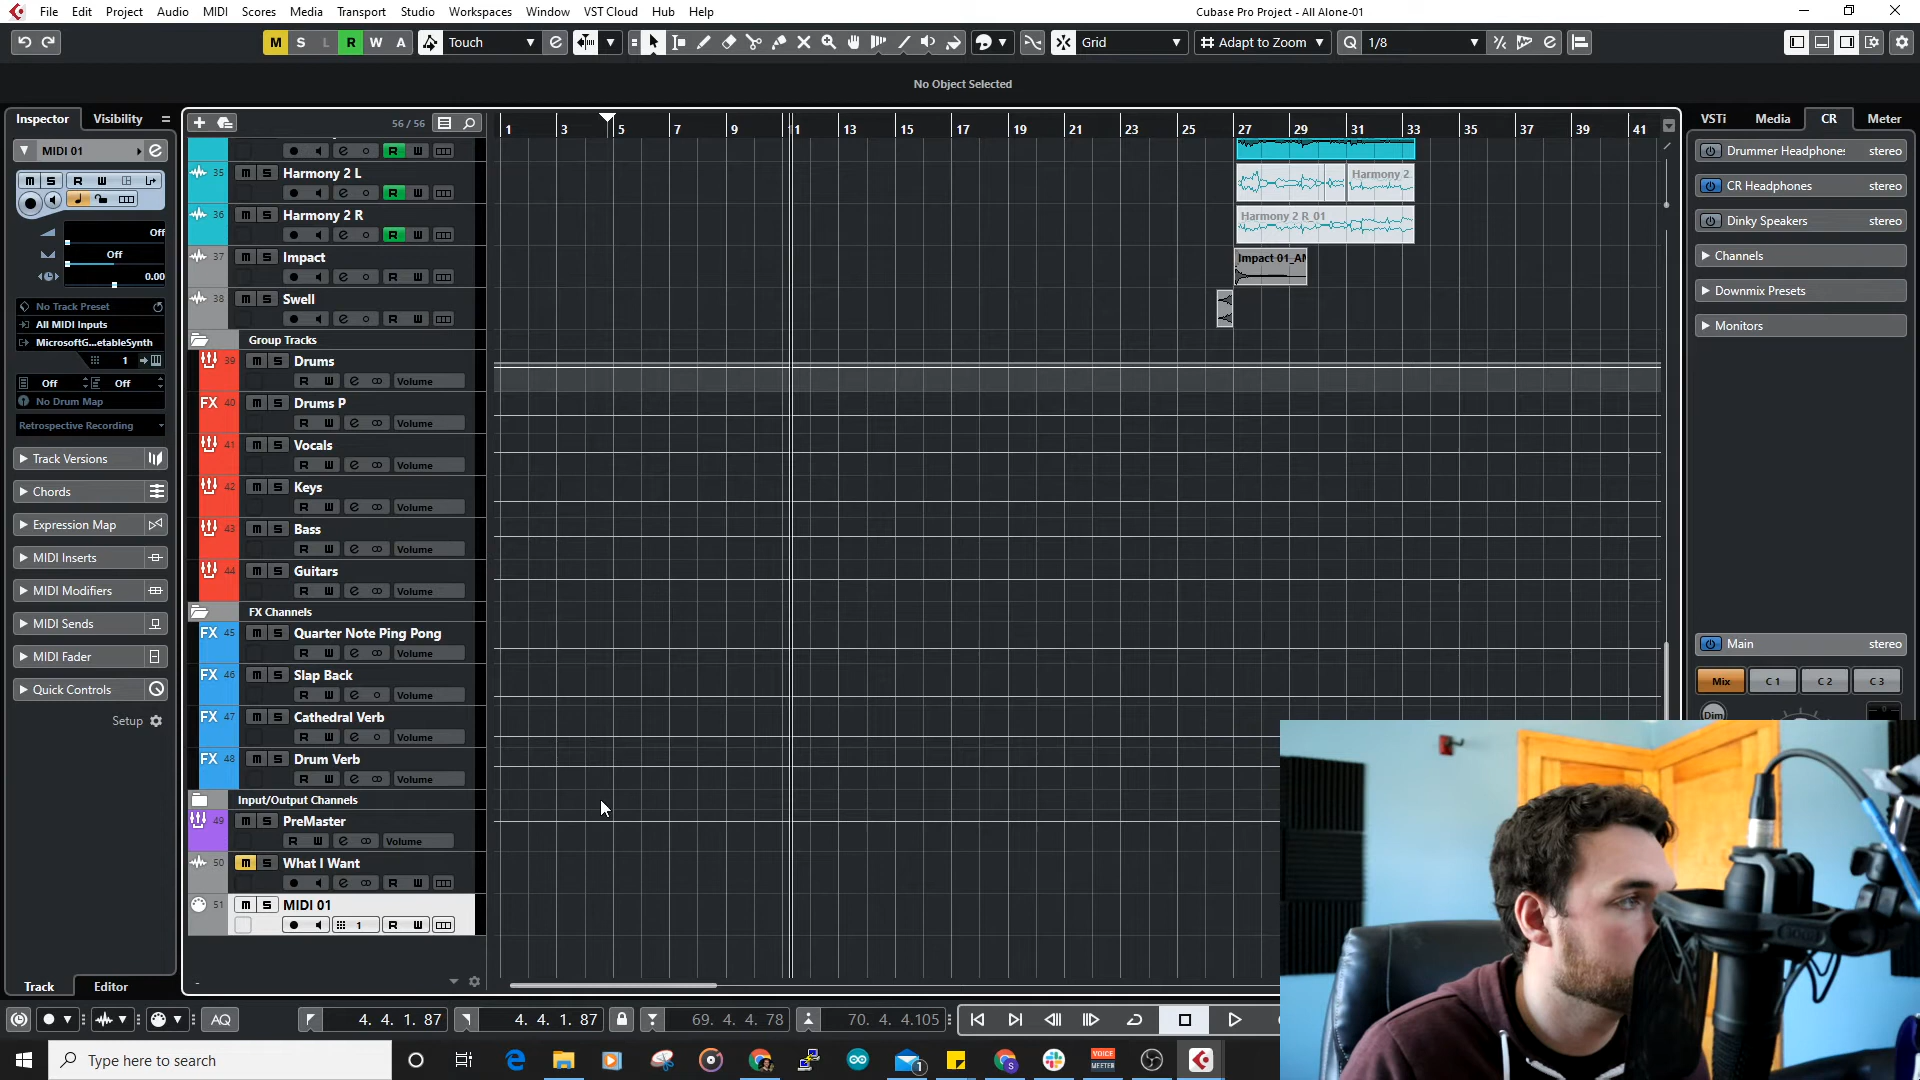 File Edit Project Audio MIDI Scores Media Transport Studio Workspaces Window VST Cloud Hub Help
Cubase Pro Project - All Alone-01
M S L R W A Touch Grid Adapt to Zoom Q 1/8
No Object Selected
Inspector Visibility
MIDI 01
Off
Off
0.00
No Track Preset
All MIDI Inputs
MicrosoftG...etableSynth
1
Off Off
No Drum Map
Retrospective Recording
Track Versions
Chords
Expression Map
MIDI Inserts
MIDI Modifiers
MIDI Sends
MIDI Fader
Quick Controls
Setup
Track Editor
56 / 56
1 3 5 7 9 11 13 15 17 19 21 23 25 27 29 31 33 35 37 39 41
35 Harmony 2 L
36 Harmony 2 R
37 Impact
38 Swell
Group Tracks
39 Drums
Volume
40 Drums P
Volume
41 Vocals
Volume
42 Keys
Volume
43 Bass
Volume
44 Guitars
Volume
FX Channels
FX 45 Quarter Note Ping Pong
Volume
FX 46 Slap Back
Volume
FX 47 Cathedral Verb
Volume
FX 48 Drum Verb
Volume
Input/Output Channels
49 PreMaster
Volume
50 What I Want
51 MIDI 01
1
Harmony 2
Harmony 2 R_01
Impact 01_AM
VSTi Media CR Meter
Drummer Headphones stereo
CR Headphones stereo
Dinky Speakers stereo
Channels
Downmix Presets
Monitors
Main stereo
Mix C 1 C 2 C 3
Dim
AQ 4. 4. 1. 87 4. 4. 1. 87 69. 4. 4. 78 70. 4. 4.105
Type here to search
VOICE
MEETER